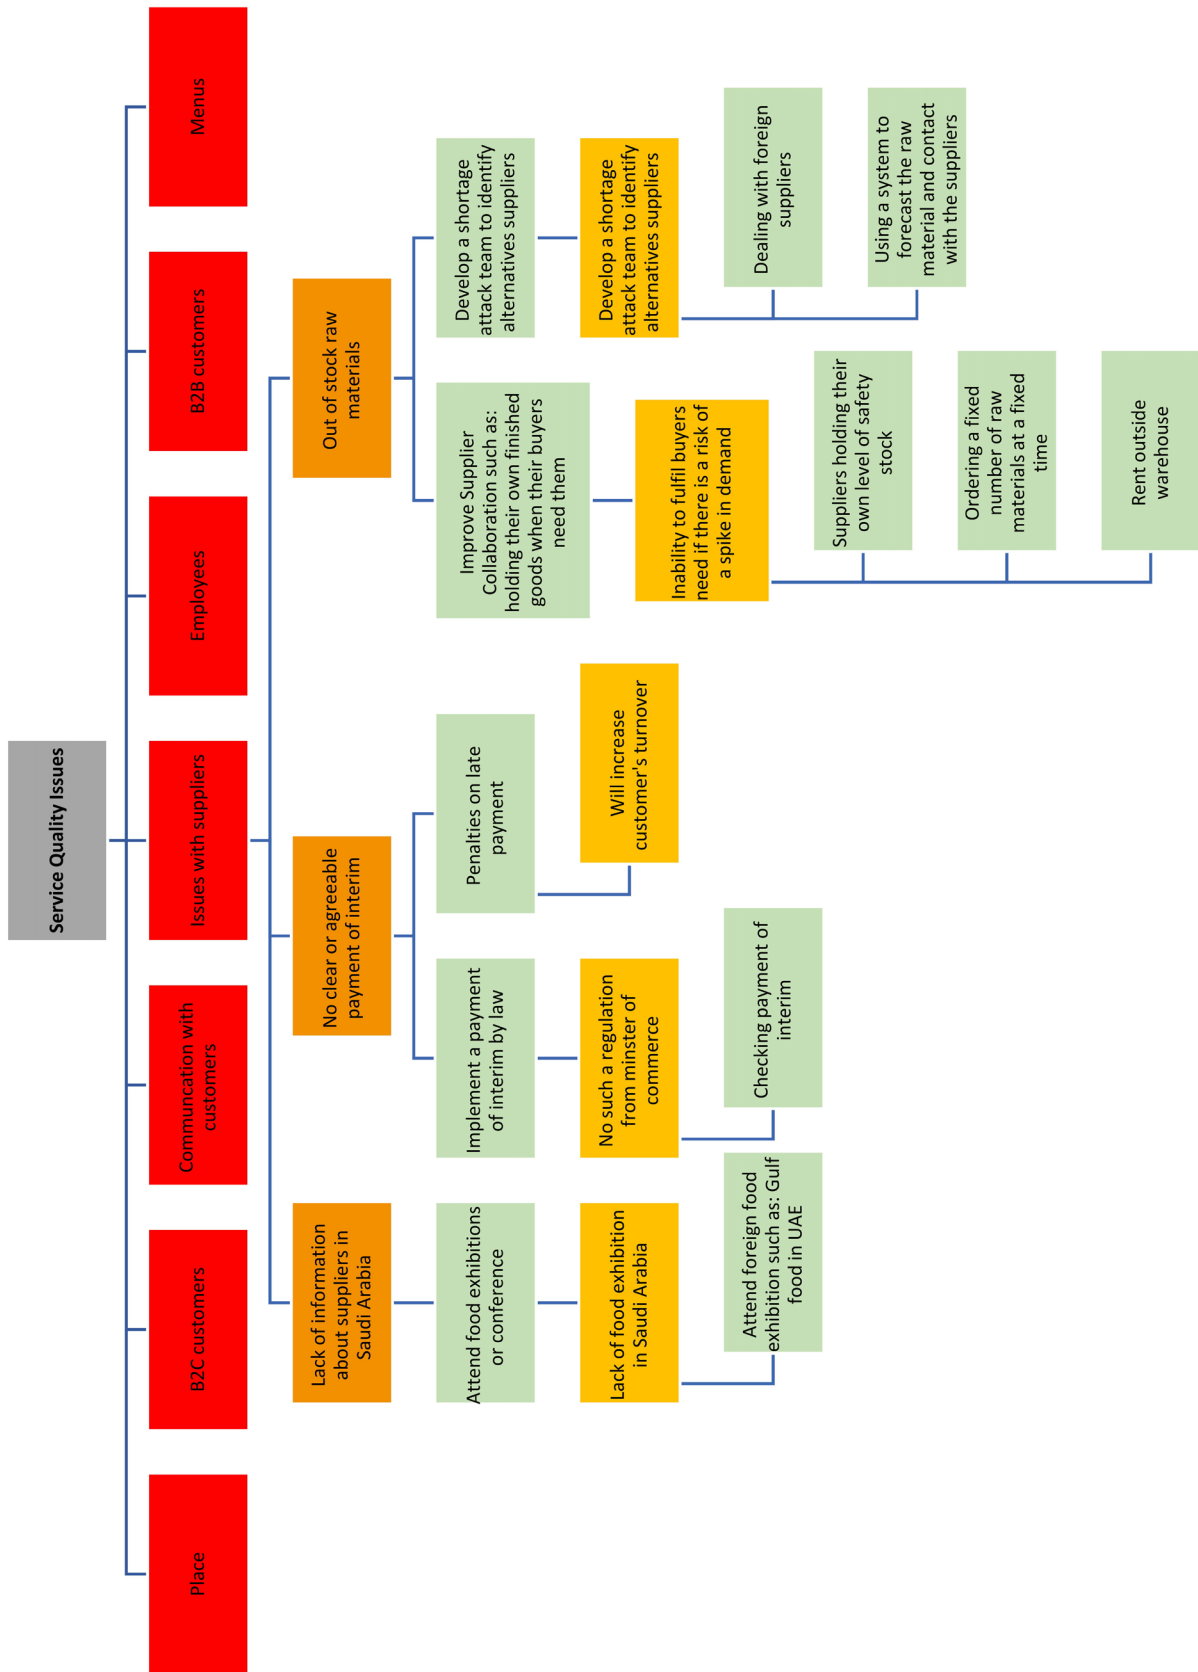 Service Quality Issues
Place
B2C customers
Communcation with
customers
Issues with suppliers
Employees
B2B customers
Menus
Lack of information
about suppliers in
Saudi Arabia
No clear or agreeable
payment of interim
Out of stock raw
materials
Attend food exhibitions
or conference
Implement a payment
of interim by law
Penalties on late
payment
Improve Supplier
Collaboration such as:
holding their own finished
goods when their buyers
need them
Develop a shortage
attack team to identify
alternatives suppliers
Lack of food exhibition
in Saudi Arabia
No such a regulation
from minster of
commerce
Will increase
customer's turnover
Inability to fulfil buyers
need if there is a risk of
a spike in demand
Develop a shortage
attack team to identify
alternatives suppliers
Attend foreign food
exhibition such as: Gulf
food in UAE
Checking payment of
interim
Suppliers holding their
own level of safety
stock
Ordering a fixed
number of raw
materials at a fixed
time
Rent outside
warehouse
Dealing with foreign
suppliers
Using a system to
forecast the raw
material and contact
with the suppliers